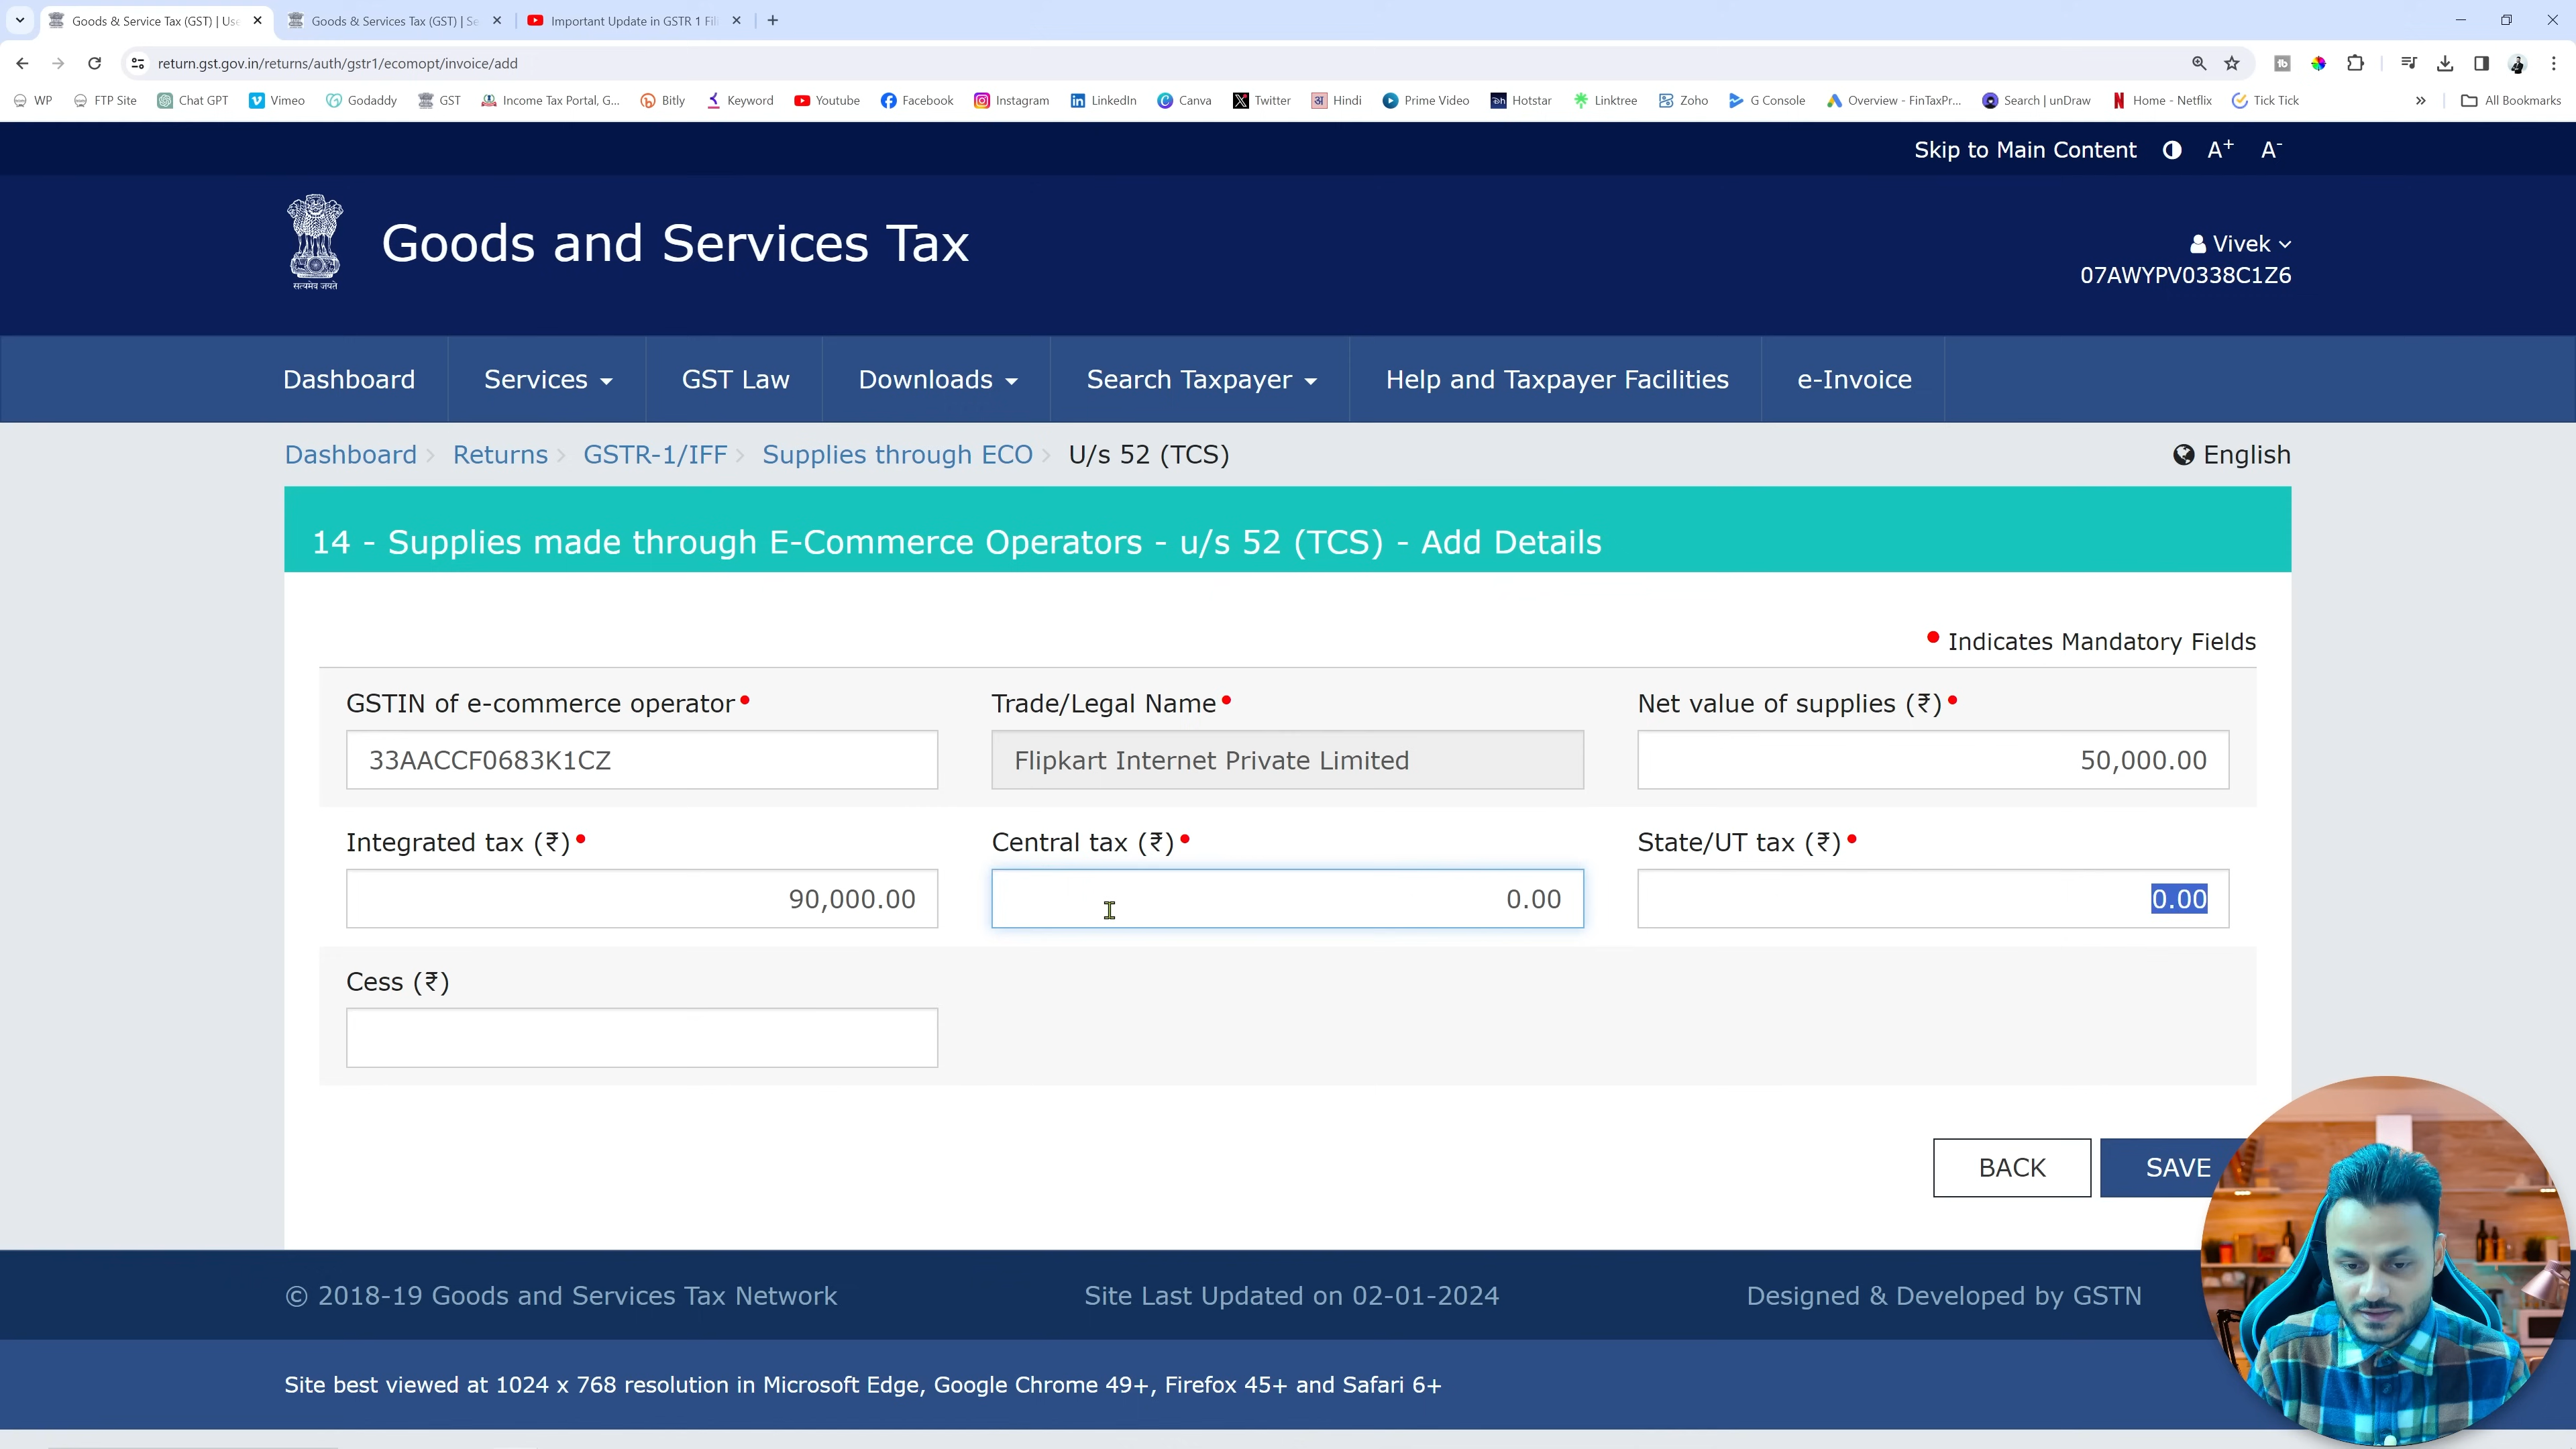 Goods & Service Tax (GST) | Use
Goods & Services Tax (GST) | Se
Important Update in GSTR 1 Fil
return.gst.gov.in/returns/auth/gstr1/ecomopt/invoice/add
WP FTP Site Chat GPT Vimeo Godaddy GST Income Tax Portal, G... Bitly Keyword Youtube Facebook Instagram LinkedIn Canva Twitter Hindi Prime Video Hotstar Linktree Zoho G Console Overview - FinTaxPr... Search | unDraw Home - Netflix Tick Tick » All Bookmarks
Skip to Main Content A+ A-
Goods and Services Tax
सत्यमेव जयते
Vivek
07AWYPV0338C1Z6
Dashboard Services GST Law Downloads Search Taxpayer Help and Taxpayer Facilities e-Invoice
Dashboard Returns GSTR-1/IFF Supplies through ECO U/s 52 (TCS) English
14 - Supplies made through E-Commerce Operators - u/s 52 (TCS) - Add Details
• Indicates Mandatory Fields
GSTIN of e-commerce operator• Trade/Legal Name• Net value of supplies (₹)•
33AACCF0683K1CZ Flipkart Internet Private Limited 50,000.00
Integrated tax (₹)• Central tax (₹)• State/UT tax (₹)•
90,000.00 0.00 0.00
Cess (₹)
BACK SAVE
© 2018-19 Goods and Services Tax Network Site Last Updated on 02-01-2024 Designed & Developed by GSTN
Site best viewed at 1024 x 768 resolution in Microsoft Edge, Google Chrome 49+, Firefox 45+ and Safari 6+